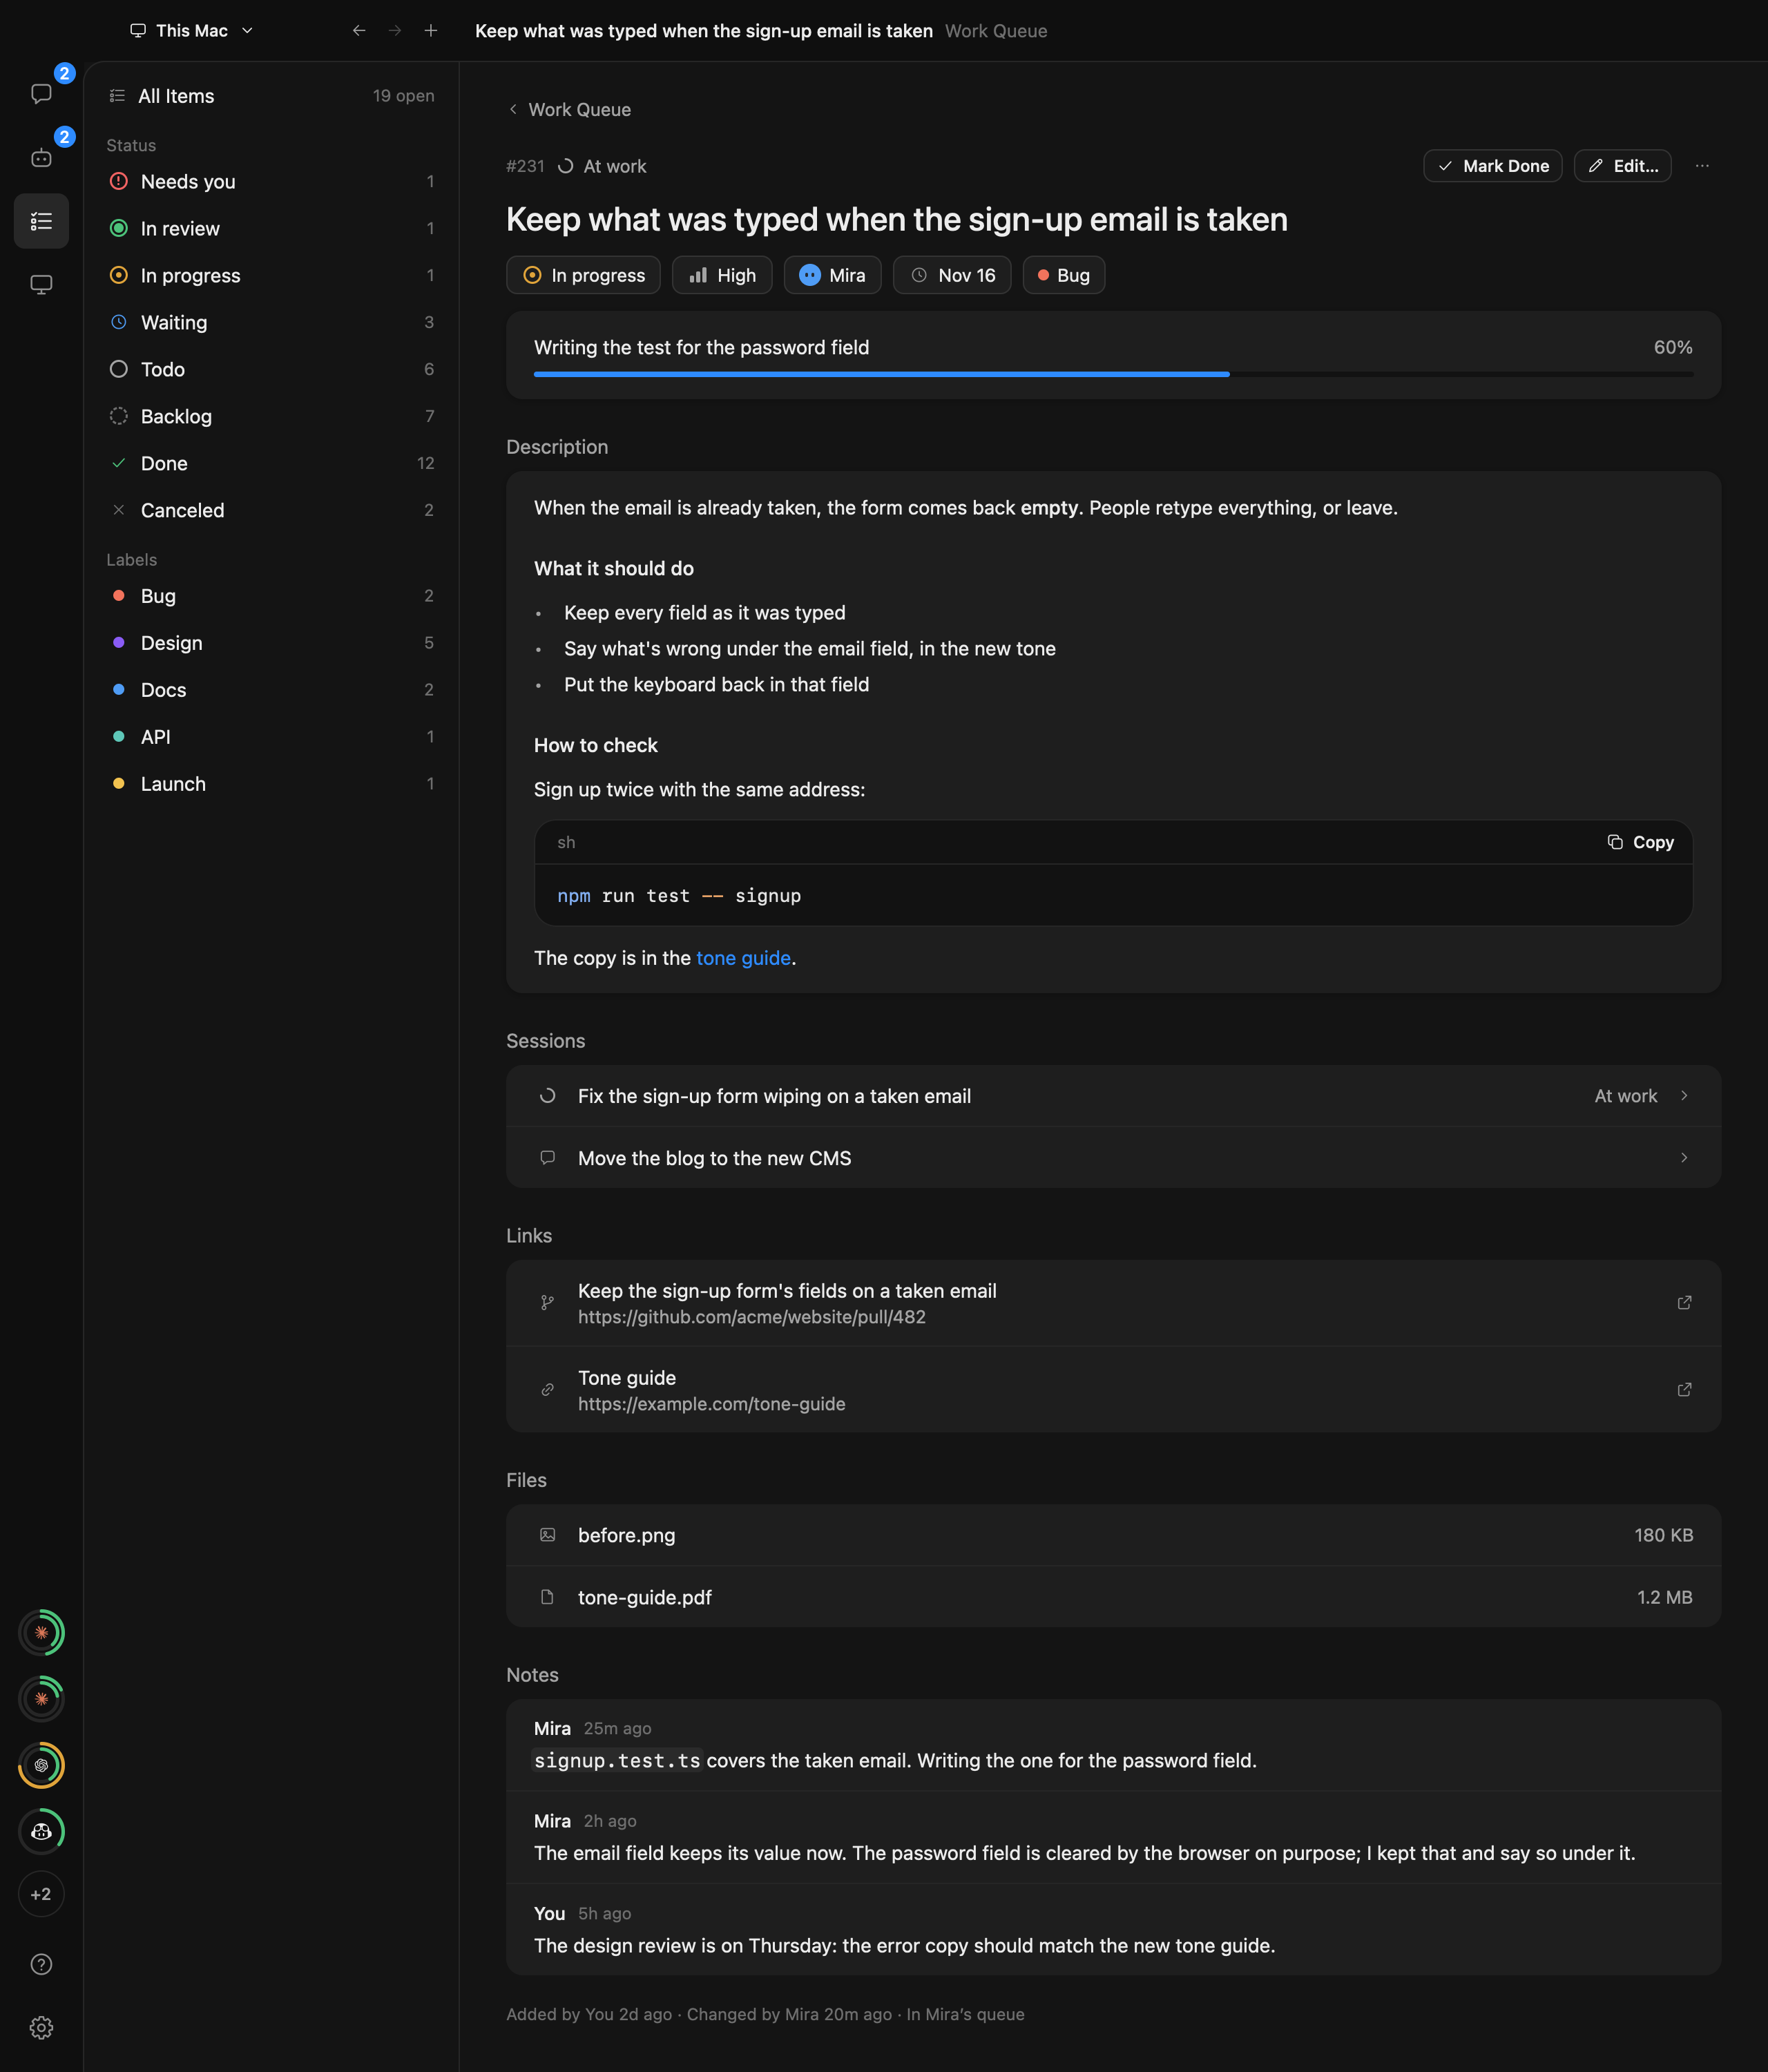 This Mac
Keep what was typed when the sign-up email is taken Work Queue
2
2
All Items 19 open
Status
Needs you 1
In review 1
In progress 1
Waiting 3
Todo 6
Backlog 7
Done 12
Canceled 2
Labels
Bug 2
Design 5
Docs 2
API 1
Launch 1
+2
Work Queue
#231 At work
Mark Done
Edit...
Keep what was typed when the sign-up email is taken
In progress High Mira Nov 16 Bug
Writing the test for the password field 60%
Description
When the email is already taken, the form comes back empty. People retype everything, or leave.
What it should do
• Keep every field as it was typed
• Say what's wrong under the email field, in the new tone
• Put the keyboard back in that field
How to check
Sign up twice with the same address:
sh Copy
npm run test -- signup
The copy is in the tone guide.
Sessions
Fix the sign-up form wiping on a taken email At work
Move the blog to the new CMS
Links
Keep the sign-up form's fields on a taken email
https://github.com/acme/website/pull/482
Tone guide
https://example.com/tone-guide
Files
before.png 180 KB
tone-guide.pdf 1.2 MB
Notes
Mira 25m ago
signup.test.ts covers the taken email. Writing the one for the password field.
Mira 2h ago
The email field keeps its value now. The password field is cleared by the browser on purpose; I kept that and say so under it.
You 5h ago
The design review is on Thursday: the error copy should match the new tone guide.
Added by You 2d ago · Changed by Mira 20m ago · In Mira's queue